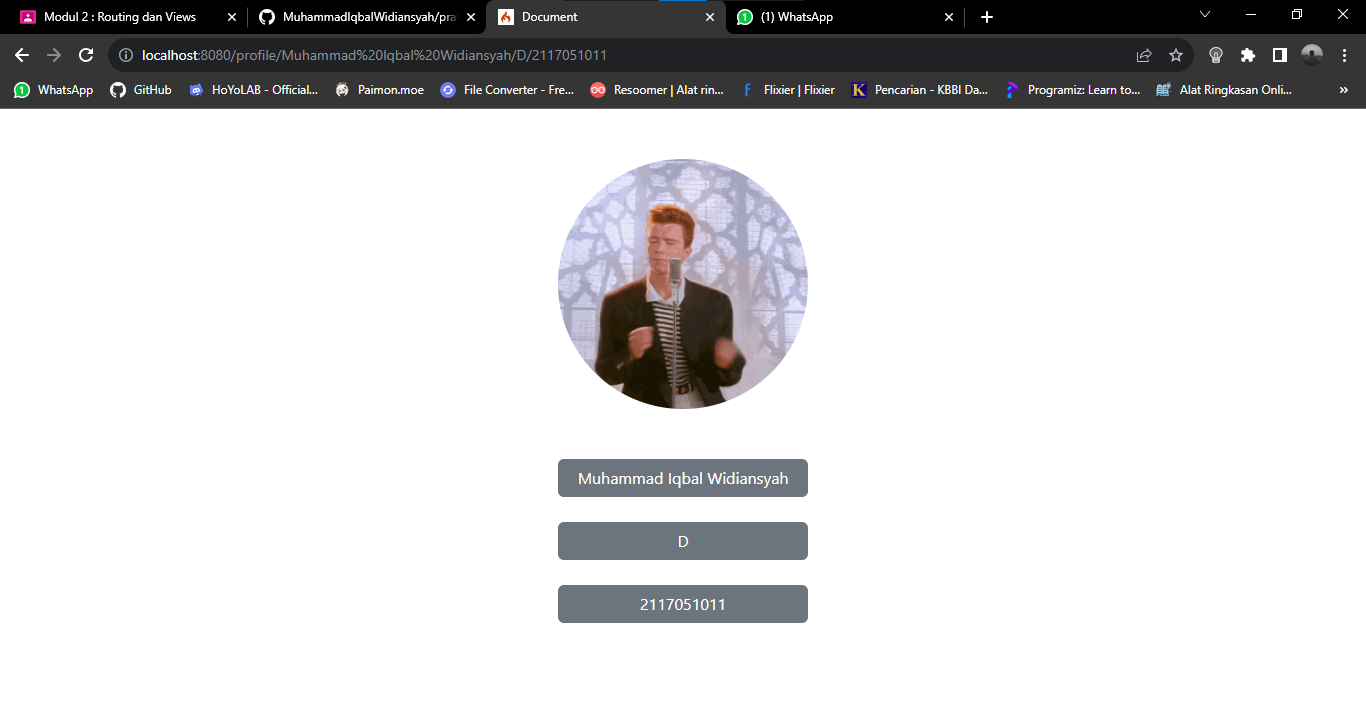 Modul 2 : Routing dan Views
MuhammadIqbalWidiansyah/pra
Document
(1) WhatsApp
localhost:8080/profile/Muhammad%20Iqbal%20Widiansyah/D/2117051011
WhatsApp
GitHub
HoYoLAB - Official...
Paimon.moe
File Converter - Fre...
Resoomer | Alat rin...
Flixier | Flixier
Pencarian - KBBI Da...
Programiz: Learn to...
Alat Ringkasan Onli...
Muhammad Iqbal Widiansyah
D
2117051011